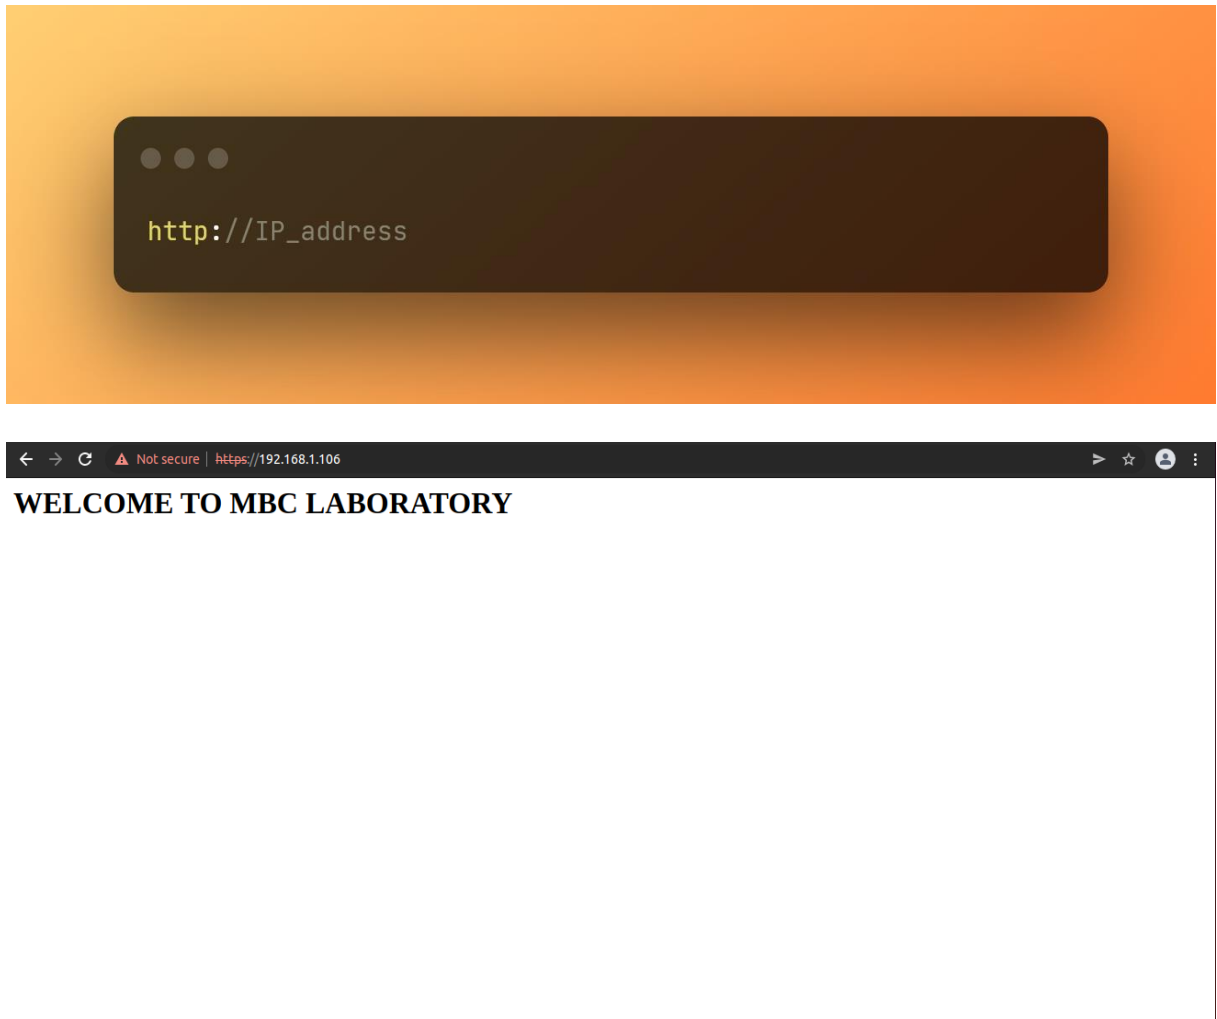 http://IP_address
Not secure | https://192.168.1.106
WELCOME TO MBC LABORATORY